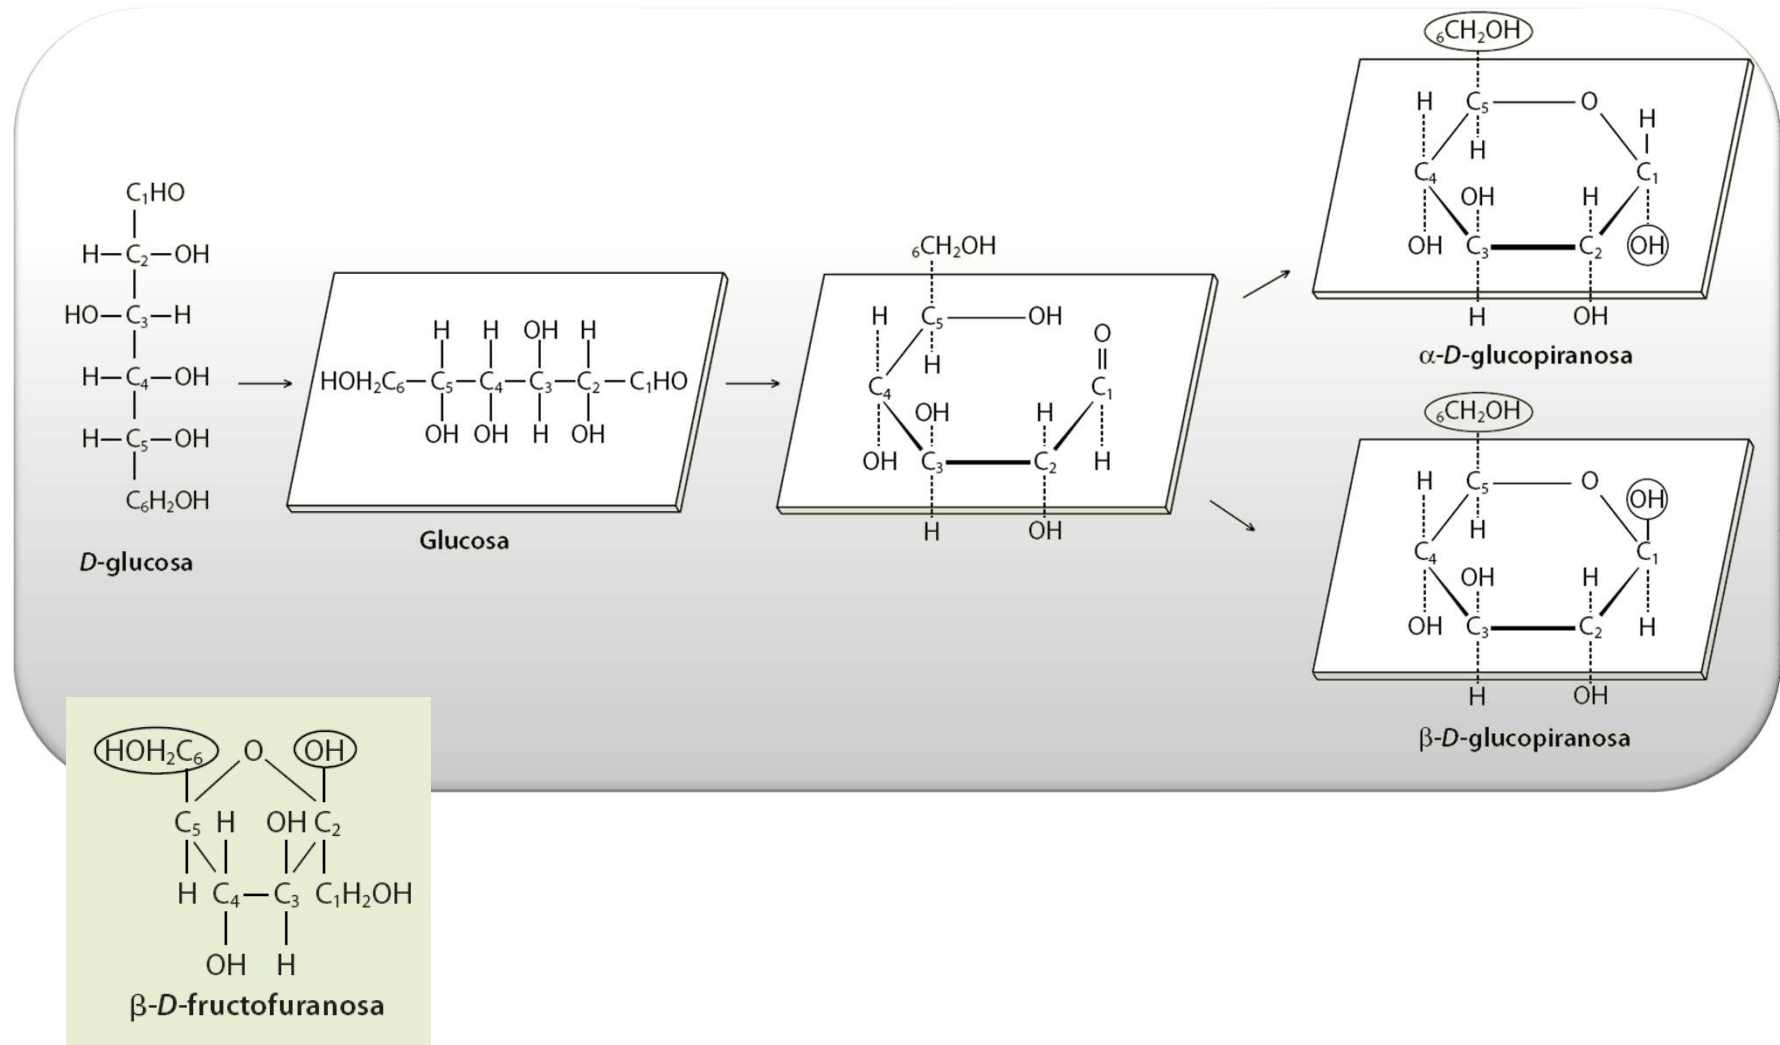 C₁HO
H–C₂–OH
HO–C₃–H
H–C₄–OH
H–C₅–OH
C₆H₂OH
D-glucosa
H H OH H
HOH₂C₆–C₅–C₄–C₃–C₂–C₁HO
OH OH H OH
Glucosa
₆CH₂OH
H C₅ OH
O
H
C₄ C₁
OH H
OH C₃ C₂ H
H OH
₆CH₂OH
H C₅ O
H
H
C₄ C₁
OH H
OH C₃ C₂ OH
H OH
α-D-glucopiranosa
₆CH₂OH
H C₅ O
OH
H
C₄ C₁
OH H
OH C₃ C₂ H
H OH
β-D-glucopiranosa
HOH₂C₆ O OH
C₅ H OH C₂
H C₄–C₃ C₁H₂OH
OH H
β-D-fructofuranosa